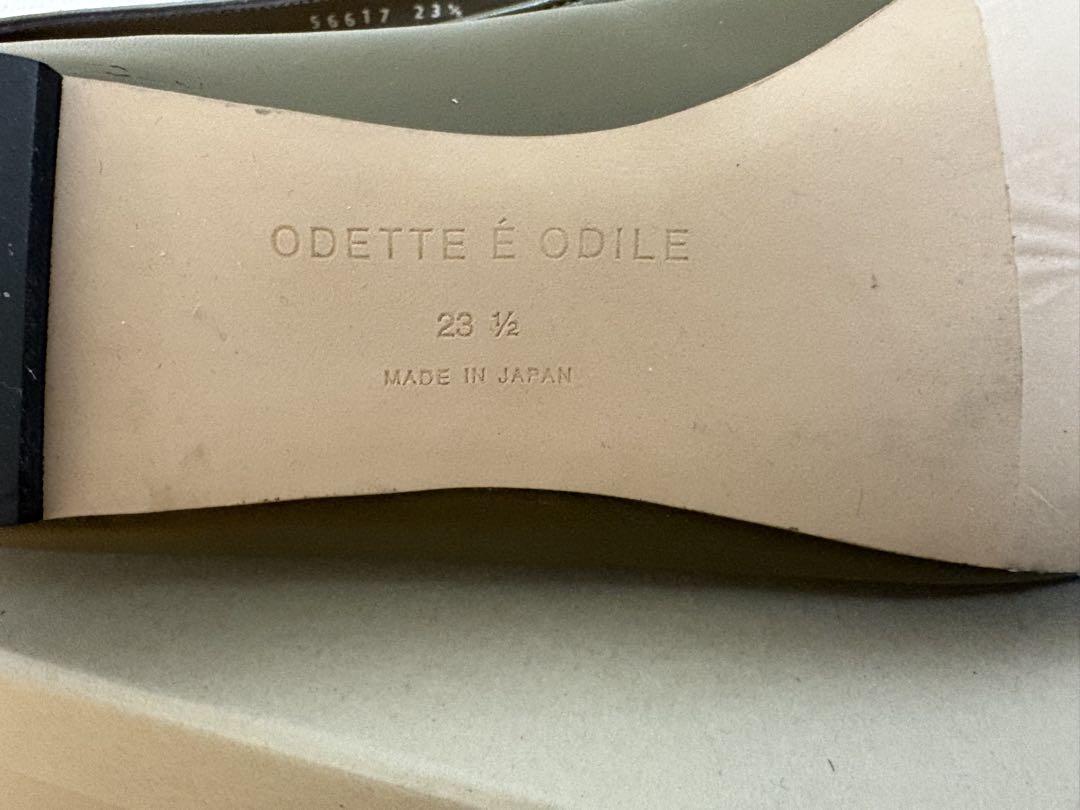 56617 23½
ODETTE É ODILE
23 ½
MADE IN JAPAN